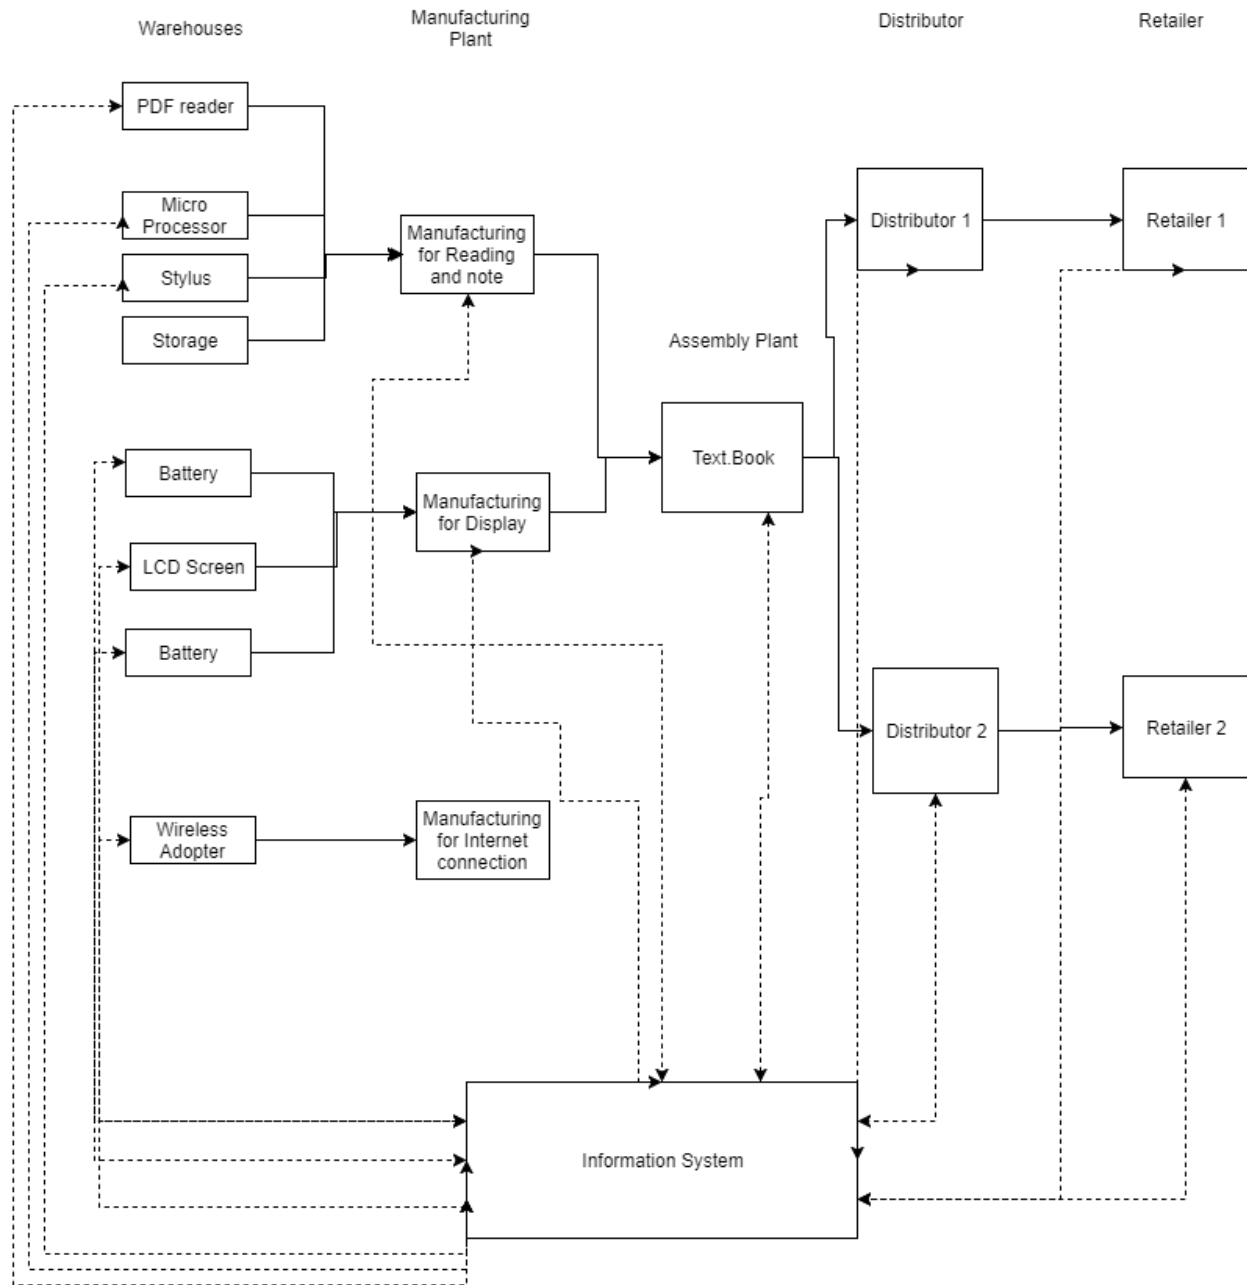 Warehouses
Manufacturing
Plant
Distributor
Retailer
PDF reader
Micro
Processor
Stylus
Storage
Manufacturing
for Reading
and note
Distributor 1
Retailer 1
Assembly Plant
Text.Book
Battery
LCD Screen
Battery
Manufacturing
for Display
Distributor 2
Retailer 2
Wireless
Adopter
Manufacturing
for Internet
connection
Information System